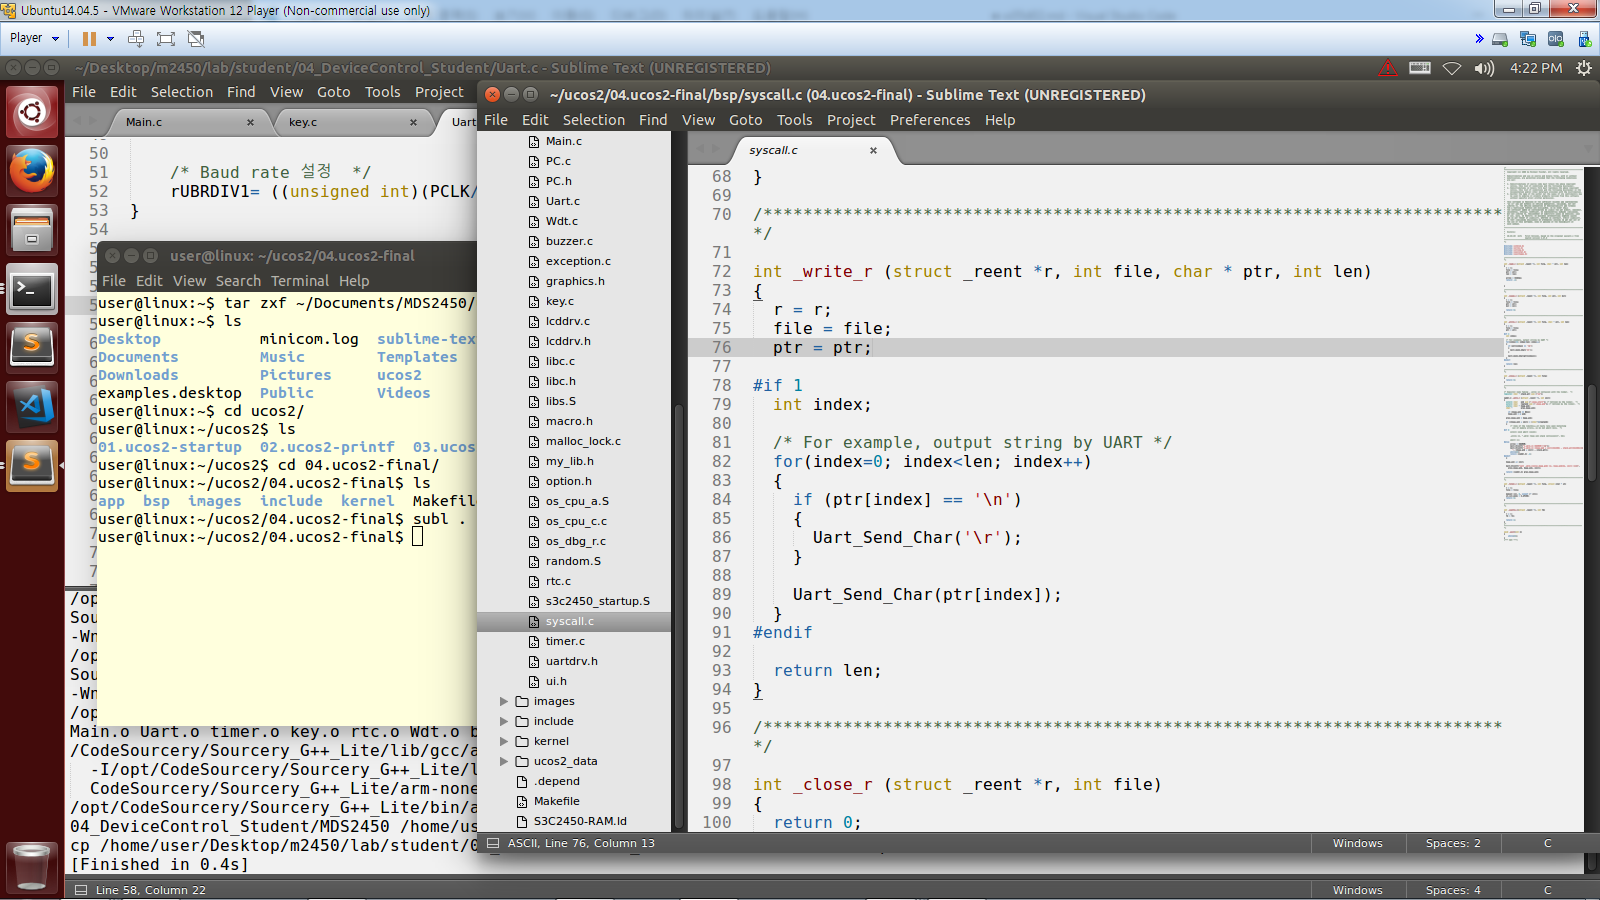 Ubuntu14.04.5 - VMware Workstation 12 Player (Non-commercial use only)
Player
~/Desktop/m2450/lab/student/04_DeviceControl_Student/Uart.c - Sublime Text (UNREGISTERED)
4:22 PM
File Edit Selection Find View Goto Tools Project
Main.c
key.c
Uart
50
51 /* Baud rate 설정 */
52 rUBRDIV1= ((unsigned int)(PCLK/
53 }
54
user@linux: ~/ucos2/04.ucos2-final
File Edit View Search Terminal Help
user@linux:~$ tar zxf ~/Documents/MDS2450/
user@linux:~$ ls
Desktop minicom.log sublime-tex
Documents Music Templates
Downloads Pictures ucos2
examples.desktop Public Videos
user@linux:~$ cd ucos2/
user@linux:~/ucos2$ ls
01.ucos2-startup 02.ucos2-printf 03.ucos
user@linux:~/ucos2$ cd 04.ucos2-final/
user@linux:~/ucos2/04.ucos2-final$ ls
app bsp images include kernel Makefile
user@linux:~/ucos2/04.ucos2-final$ subl .
user@linux:~/ucos2/04.ucos2-final$
/op
Sou
-Wn
/op
Sou
-Wn
/op
Main.o Uart.o timer.o key.o rtc.o Wdt.o b
/CodeSourcery/Sourcery_G++_Lite/lib/gcc/a
-I/opt/CodeSourcery/Sourcery_G++_Lite/l
CodeSourcery/Sourcery_G++_Lite/arm-none
/opt/CodeSourcery/Sourcery_G++_Lite/bin/a
04_DeviceControl_Student/MDS2450 /home/us
cp /home/user/Desktop/m2450/lab/student/0
[Finished in 0.4s]
Line 58, Column 22
Windows
Spaces: 4
C
~/ucos2/04.ucos2-final/bsp/syscall.c (04.ucos2-final) - Sublime Text (UNREGISTERED)
File Edit Selection Find View Goto Tools Project Preferences Help
Main.c
PC.c
PC.h
Uart.c
Wdt.c
buzzer.c
exception.c
graphics.h
key.c
lcddrv.c
lcddrv.h
libc.c
libc.h
libs.S
macro.h
malloc_lock.c
my_lib.h
option.h
os_cpu_a.S
os_cpu_c.c
os_dbg_r.c
random.S
rtc.c
s3c2450_startup.S
syscall.c
timer.c
uartdrv.h
ui.h
images
include
kernel
ucos2_data
.depend
Makefile
S3C2450-RAM.ld
syscall.c
68 }
69
70 /**************************************************************************
*/
71
72 int _write_r (struct _reent *r, int file, char * ptr, int len)
73 {
74 r = r;
75 file = file;
76 ptr = ptr;
77
78 #if 1
79 int index;
80
81 /* For example, output string by UART */
82 for(index=0; index<len; index++)
83 {
84 if (ptr[index] == '\n')
85 {
86 Uart_Send_Char('\r');
87 }
88
89 Uart_Send_Char(ptr[index]);
90 }
91 #endif
92
93 return len;
94 }
95
96 /**************************************************************************
*/
97
98 int _close_r (struct _reent *r, int file)
99 {
100 return 0;
ASCII, Line 76, Column 13
Windows
Spaces: 2
C